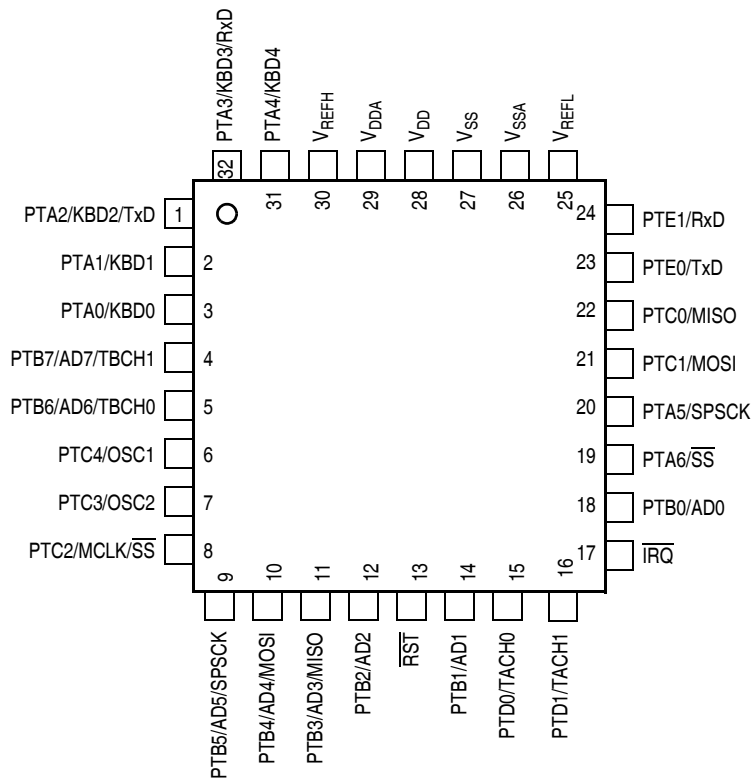 PTA3/KBD3/RxD
PTA4/KBD4
VREFH
VDDA
VDD
VSS
VSSA
VREFL
32
31
30
29
28
27
26
25
PTA2/KBD2/TxD 1
PTA1/KBD1 2
PTA0/KBD0 3
PTB7/AD7/TBCH1 4
PTB6/AD6/TBCH0 5
PTC4/OSC1 6
PTC3/OSC2 7
PTC2/MCLK/S̅S̅ 8
24 PTE1/RxD
23 PTE0/TxD
22 PTC0/MISO
21 PTC1/MOSI
20 PTA5/SPSCK
19 PTA6/S̅S̅
18 PTB0/AD0
17 I̅R̅Q̅
9
10
11
12
13
14
15
16
PTB5/AD5/SPSCK
PTB4/AD4/MOSI
PTB3/AD3/MISO
PTB2/AD2
R̅S̅T̅
PTB1/AD1
PTD0/TACH0
PTD1/TACH1